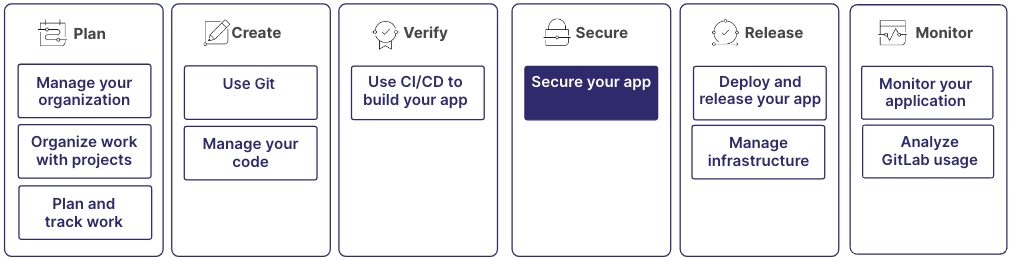 Plan
Manage your
organization
Organize work
with projects
Plan and
track work
Create
Use Git
Manage your
code
Verify
Use CI/CD to
build your app
Secure
Secure your app
Release
Deploy and
release your app
Manage
infrastructure
Monitor
Monitor your
application
Analyze
GitLab usage